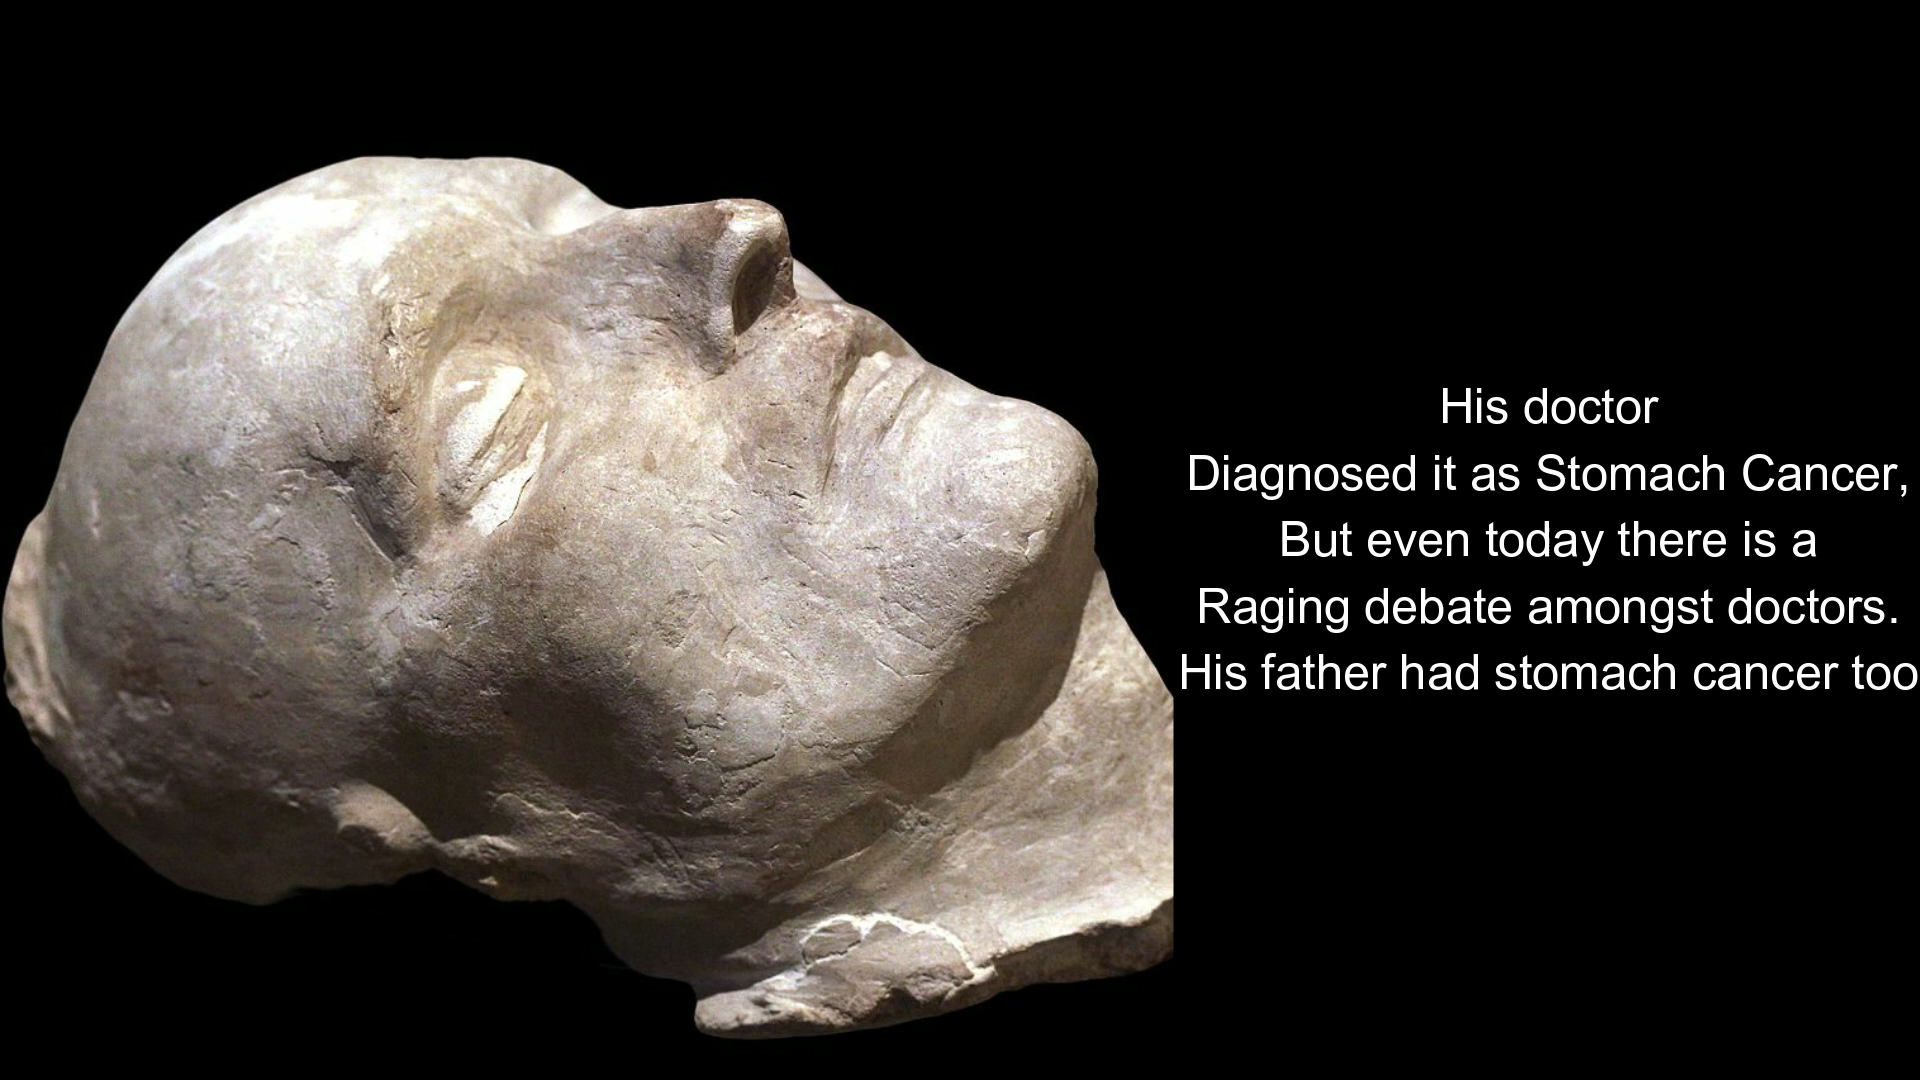 His doctor
Diagnosed it as Stomach Cancer,
But even today there is a
Raging debate amongst doctors.
His father had stomach cancer too